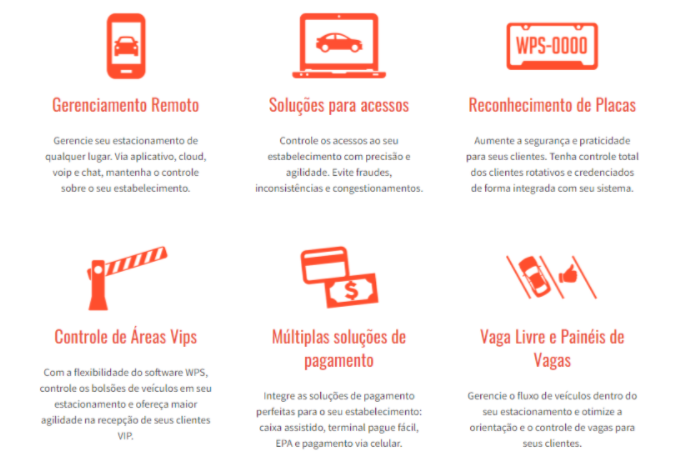 WPS-0000
Gerenciamento Remoto
Gerencie seu estacionamento de
qualquer lugar. Via aplicativo, cloud,
voip e chat, mantenha o controle
sobre o seu estabelecimento.
Soluções para acessos
Controle os acessos ao seu
estabelecimento com precisão e
agilidade. Evite fraudes,
inconsistências e congestionamentos.
Reconhecimento de Placas
Aumente a segurança e praticidade
para seus clientes. Tenha controle total
dos clientes rotativos e credenciados
de forma integrada com seu sistema.
Controle de Áreas Vips
Com a flexibilidade do software WPS,
controle os bolsões de veículos em seu
estacionamento e ofereça maior
agilidade na recepção de seus clientes
VIP.
$
Múltiplas soluções de
pagamento
Integre as soluções de pagamento
perfeitas para o seu estabelecimento:
caixa assistido, terminal pague fácil,
EPA e pagamento via celular.
Vaga Livre e Painéis de
Vagas
Gerencie o fluxo de veículos dentro do
seu estacionamento e otimize a
orientação e o controle de vagas para
seus clientes.